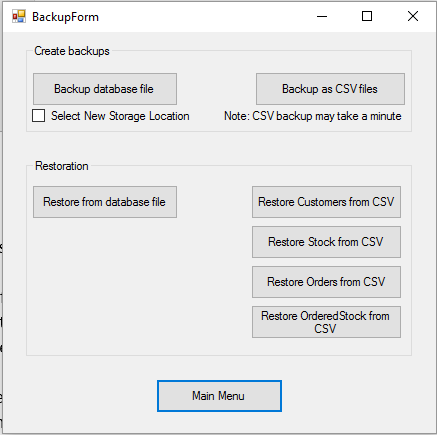 BackupForm
Create backups
Backup database file
Backup as CSV files
Select New Storage Location
Note: CSV backup may take a minute
Restoration
Restore from database file
Restore Customers from CSV
Restore Stock from CSV
Restore Orders from CSV
Restore OrderedStock from
CSV
Main Menu